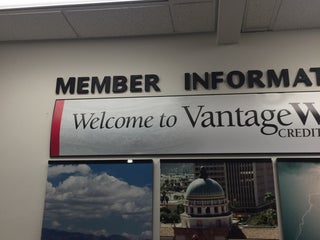 MEMBER INFORMAT
Welcome to VantageW
CREDIT